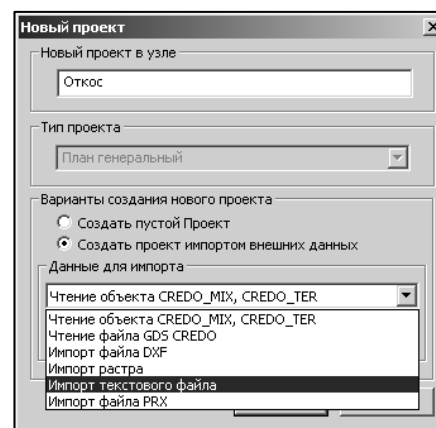 Новый проект
Новый проект в узле
Откос
Тип проекта
План генеральный
Варианты создания нового проекта
Создать пустой Проект
Создать проект импортом внешних данных
Данные для импорта
Чтение объекта CREDO_MIX, CREDO_TER
Чтение объекта CREDO_MIX, CREDO_TER
Чтение файла GDS CREDO
Импорт файла DXF
Импорт растра
Импорт текстового файла
Импорт файла PRX